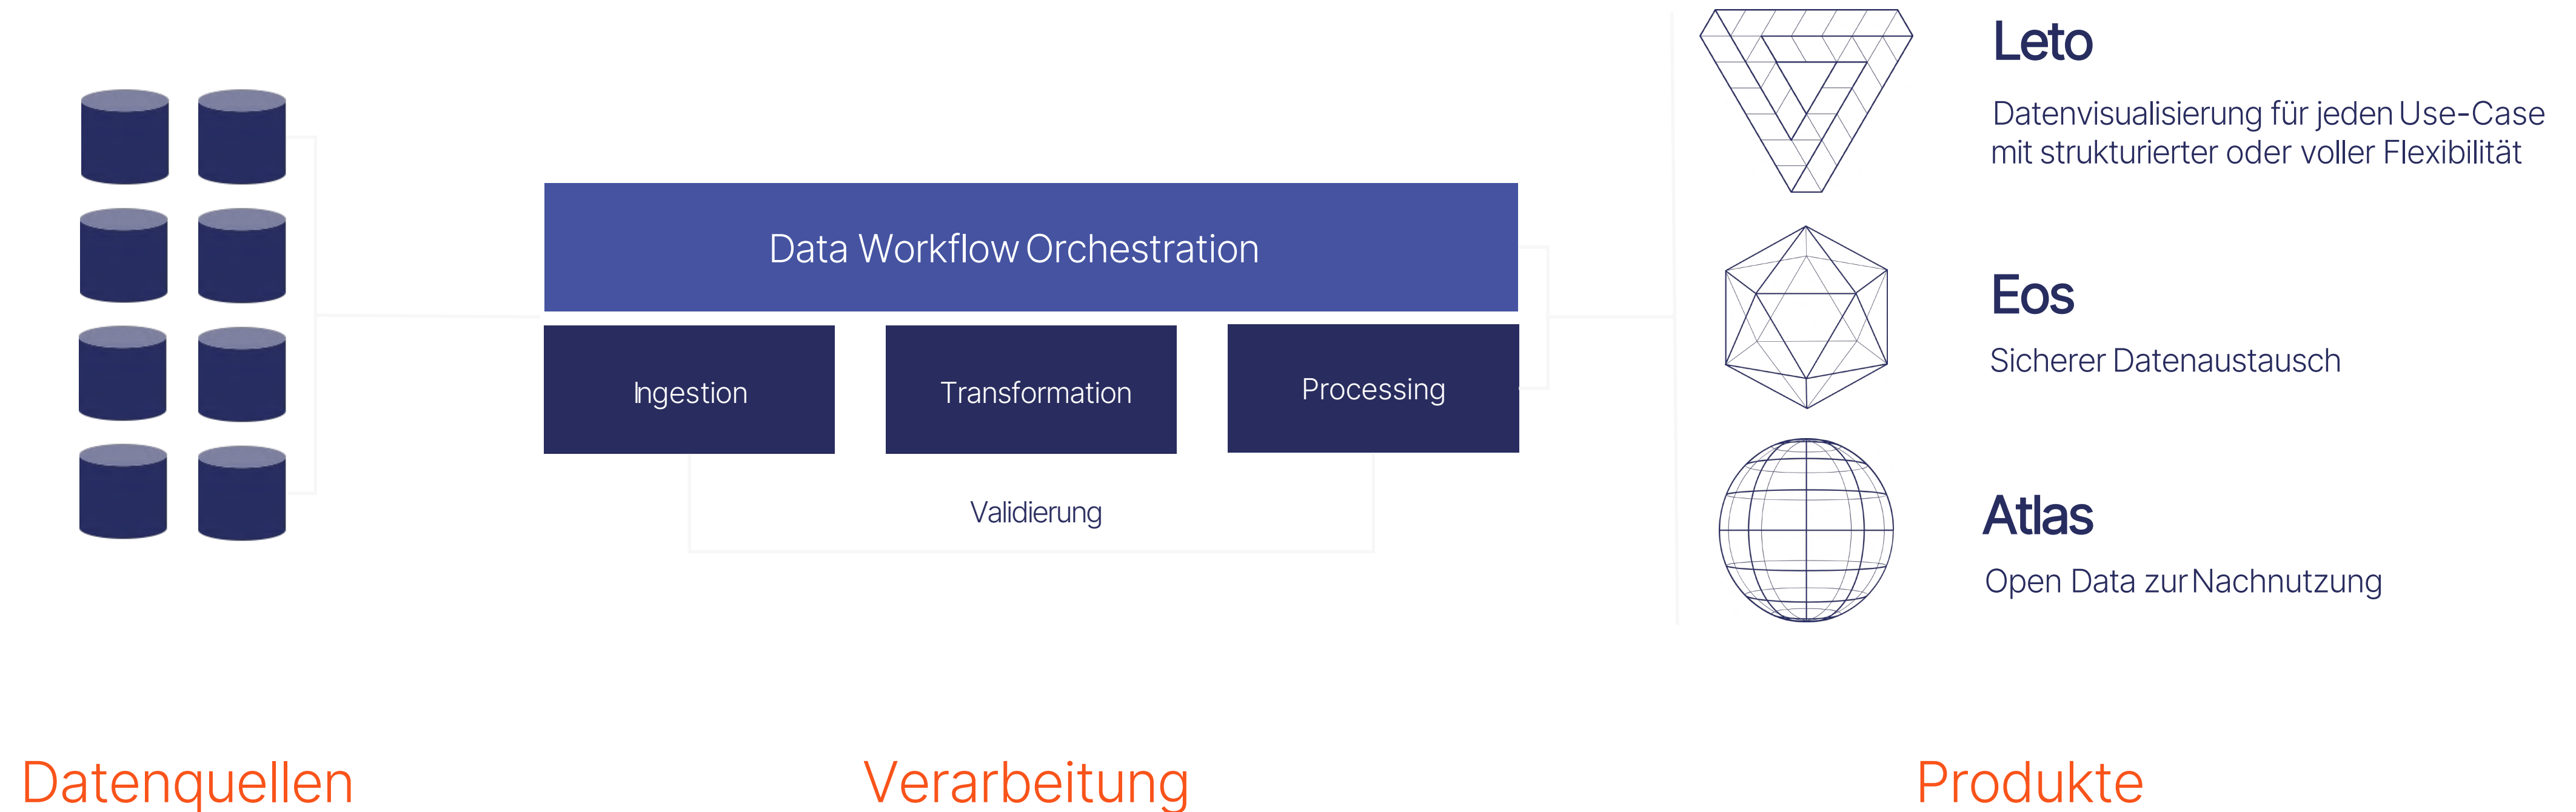 Data Workflow Orchestration
Ingestion
Transformation
Processing
Validierung
Leto
Datenvisualisierung für jeden Use-Case
mit strukturierter oder voller Flexibilität
Eos
Sicherer Datenaustausch
Atlas
Open Data zur Nachnutzung
Datenquellen
Verarbeitung
Produkte